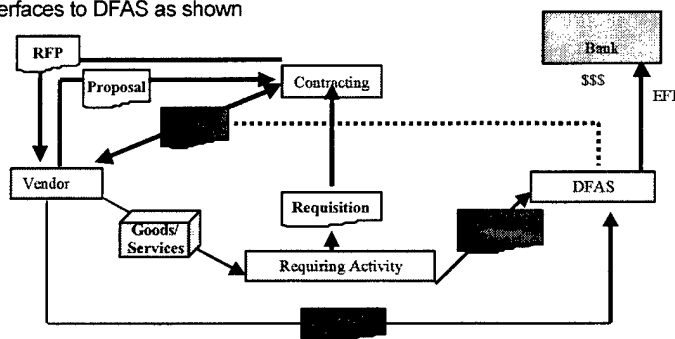 erfaces to DFAS as shown
RFP
Bank
Proposal
Contracting
$$$
EFT
Vendor
DFAS
Requisition
Goods/
Services
Requiring Activity